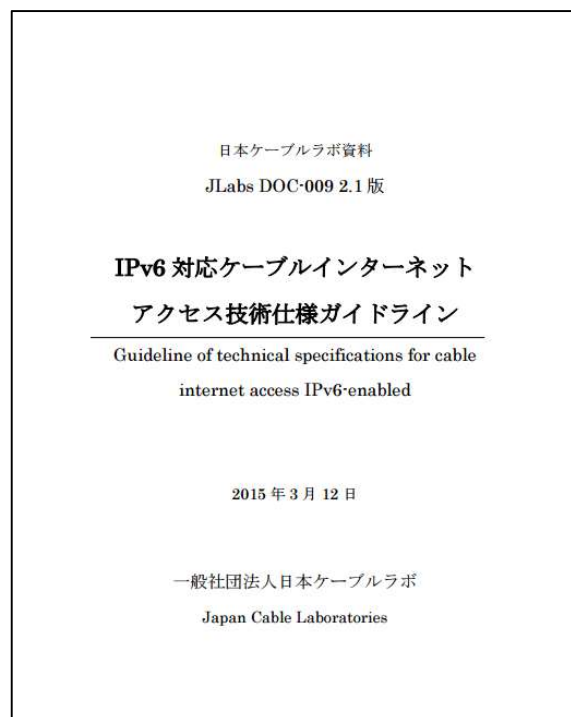 日本ケーブルラボ資料
JLabs DOC-009 2.1 版
IPv6 対応ケーブルインターネット
アクセス技術仕様ガイドライン
Guideline of technical specifications for cable
internet access IPv6-enabled
2015 年 3 月 12 日
一般社団法人日本ケーブルラボ
Japan Cable Laboratories